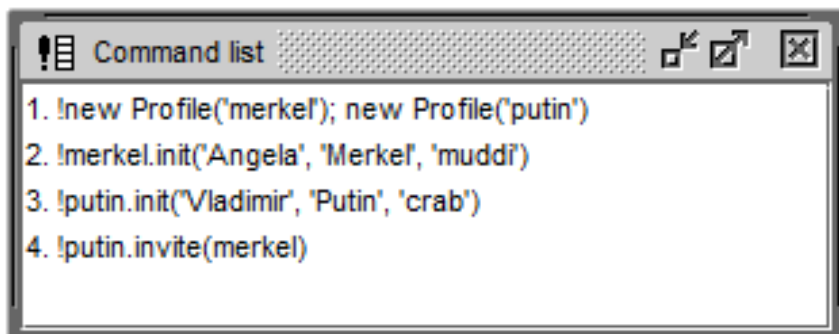 Command list
1. !new Profile('merkel'); new Profile('putin')
2. !merkel.init('Angela', 'Merkel', 'muddi')
3. !putin.init('Vladimir', 'Putin', 'crab')
4. !putin.invite(merkel)